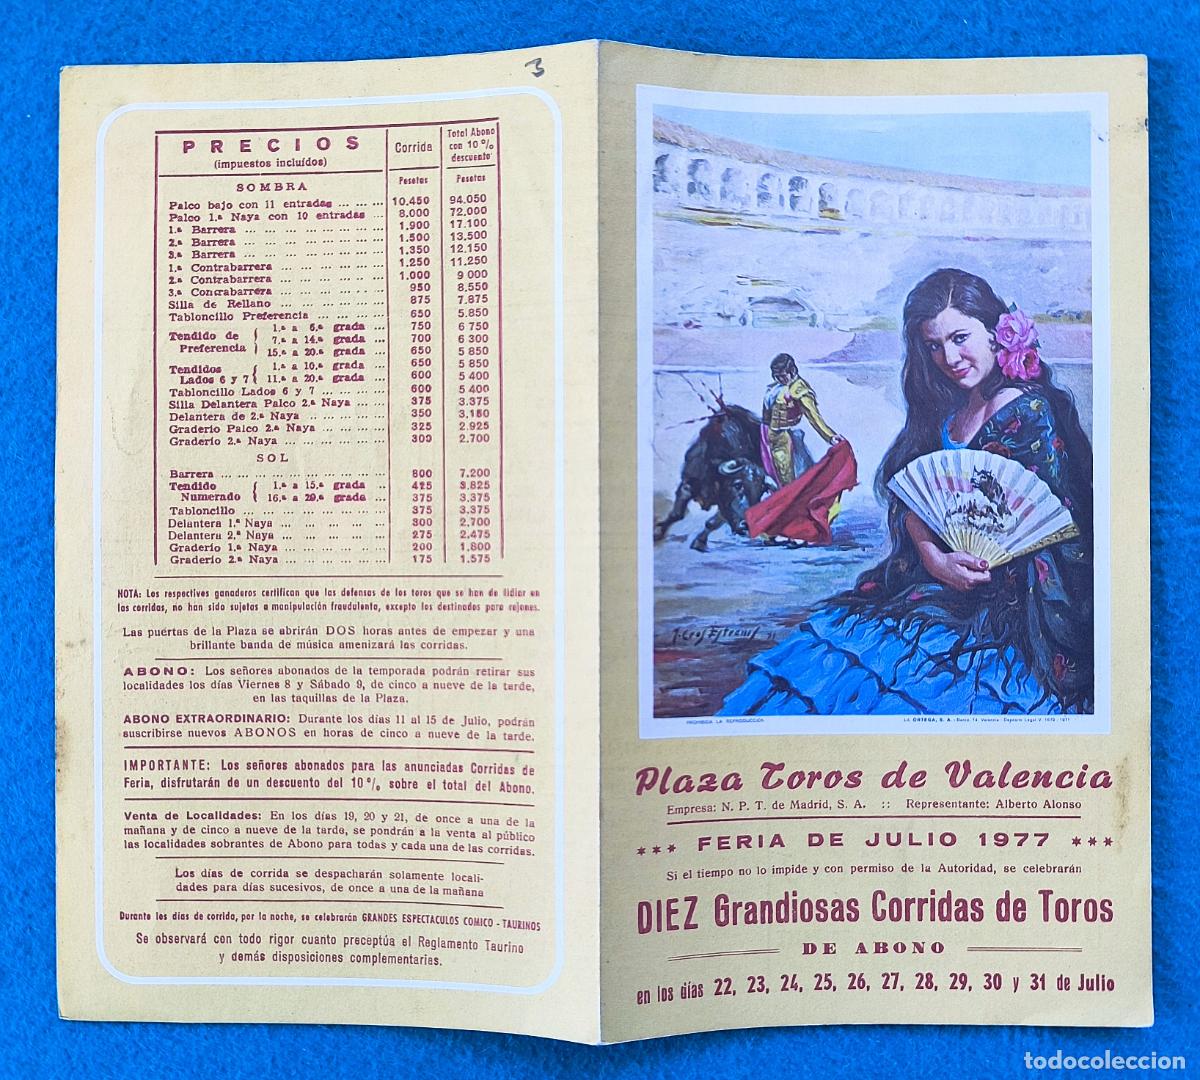 3
PRECIOS
(impuestos incluídos)
Corrida
Total Abono
con 10 %
descuento
Pesetas Pesetas
SOMBRA
Palco bajo con 11 entradas ... ... ... 10.450 94.050
Palco 1.ª Naya con 10 entradas ... 8.000 72.000
1.ª Barrera ... ... ... ... ... ... ... 1.900 17.100
2.ª Barrera ... ... ... ... ... ... ... 1.500 13.500
3.ª Barrera ... ... ... ... ... ... ... 1.350 12.150
1.ª Contrabarrera ... ... ... ... ... 1.250 11.250
2.ª Contrabarrera ... ... ... ... ... 1.000 9 000
3.ª Contrabarrera ... ... ... ... ... 950 8.550
Silla de Rellano ... ... ... ... ... 875 7.875
Tabloncillo Preferencia ... ... ... ... 650 5.850
Tendido de Preferencia { 1.ª a 6.ª grada ... 750 6 750
7.ª a 14.ª grada ... 700 6 300
15.ª a 20.ª grada ... 650 5 850
Tendidos Lados 6 y 7 { 1.ª a 10.ª grada ... 650 5 850
11.ª a 20.ª grada ... 600 5 400
Tabloncillo Lados 6 y 7 ... ... ... ... 600 5 400
Silla Delantera Palco 2.ª Naya ... ... 375 3.375
Delantera de 2.ª Naya ... ... ... ... 350 3,150
Graderío Palco 2.ª Naya ... ... ... 325 2.925
Graderío 2.ª Naya ... ... ... ... ... 300 2.700
SOL
Barrera ... ... ... ... ... ... ... ... 800 7.200
Tendido Numerado { 1.ª a 15.ª grada ... 425 3.825
16.ª a 29.ª grada ... 375 3.375
Tabloncillo ... ... ... ... ... ... ... 375 3.375
Delantera 1.ª Naya ... ... ... ... ... 300 2.700
Delantera 2.ª Naya ... ... ... ... ... 275 2.475
Graderío 1.ª Naya ... ... ... ... ... 200 1.800
Graderío 2.ª Naya ... ... ... ... ... 175 1.575
NOTA: Los respectivos ganaderos certifican que las defensas de los toros que se han de lidiar en
las corridas, no han sido sujetas a manipulación fraudulenta, excepto los destinados para rejones.
Las puertas de la Plaza se abrirán DOS horas antes de empezar y una
brillante banda de música amenizará las corridas.
ABONO: Los señores abonados de la temporada podrán retirar sus
localidades los días Viernes 8 y Sábado 9, de cinco a nueve de la tarde,
en las taquillas de la Plaza.
ABONO EXTRAORDINARIO: Durante los días 11 al 15 de Julio, podrán
suscribirse nuevos ABONOS en horas de cinco a nueve de la tarde.
IMPORTANTE: Los señores abonados para las anunciadas Corridas de
Feria, disfrutarán de un descuento del 10 %, sobre el total del Abono.
Venta de Localidades: En los días 19, 20 y 21, de once a una de la
mañana y de cinco a nueve de la tarde, se pondrán a la venta al público
las localidades sobrantes de Abono para todas y cada una de las corridas.
Los días de corrida se despacharán solamente locali-
dades para días sucesivos, de once a una de la mañana
Durante los días de corrida, por la noche, se celebrarán GRANDES ESPECTACULOS COMICO - TAURINOS
Se observará con todo rigor cuanto preceptúa el Reglamento Taurino
y demás disposiciones complementarias.
J. Cros Estrems 71
PROHIBIDA LA REPRODUCCION
Lit. ORTEGA, S. A. - Valencia - Depósito Legal V. 1670 - 1971
Plaza Toros de Valencia
Empresa: N. P. T. de Madrid, S. A. :: Representante: Alberto Alonso
*** FERIA DE JULIO 1977 ***
Si el tiempo no lo impide y con permiso de la Autoridad, se celebrarán
DIEZ Grandiosas Corridas de Toros
DE ABONO
en los días 22, 23, 24, 25, 26, 27, 28, 29, 30 y 31 de Julio
todocoleccion